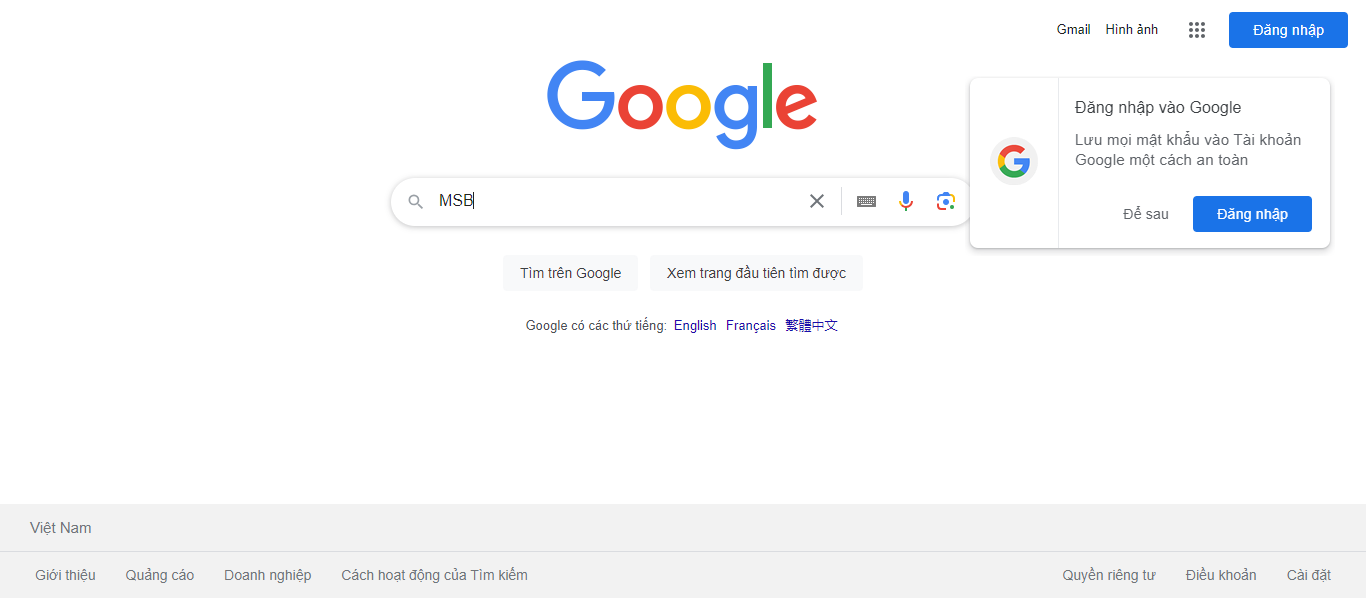 Gmail Hình ảnh Đăng nhập
Google
Đăng nhập vào Google
Lưu mọi mật khẩu vào Tài khoản
Google một cách an toàn
Để sau Đăng nhập
MSB
Tìm trên Google Xem trang đầu tiên tìm được
Google có các thứ tiếng: English Français 繁體中文
Việt Nam
Giới thiệu Quảng cáo Doanh nghiệp Cách hoạt động của Tìm kiếm Quyền riêng tư Điều khoản Cài đặt